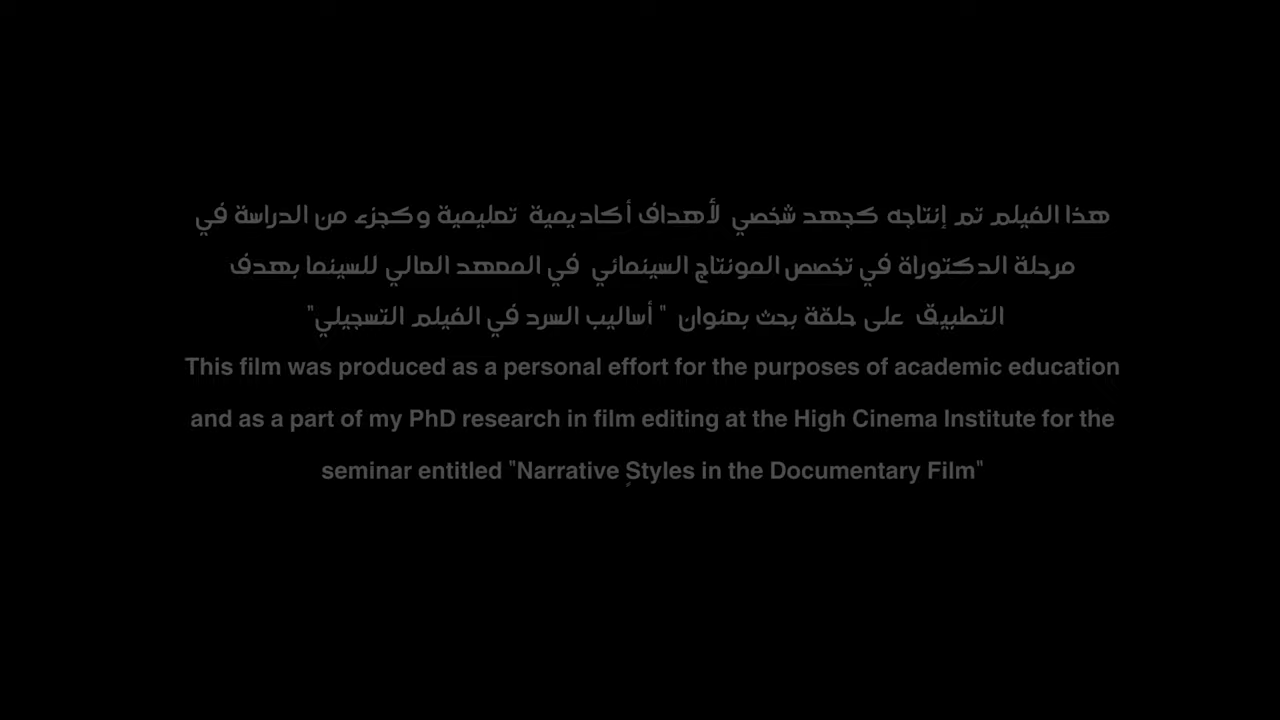 هذا الفيلم تم إنتاجه كجهد شخصي لأهداف أكاديمية تعليمية وكجزء من الدراسة في
مرحلة الدكتوراة في تخصص المونتاج السينمائي في المعهد العالي للسينما بهدف
التطبيق على حلقة بحث بعنوان " أساليب السرد في الفيلم التسجيلي"
This film was produced as a personal effort for the purposes of academic education
and as a part of my PhD research in film editing at the High Cinema Institute for the
seminar entitled "Narrative Styles in the Documentary Film"